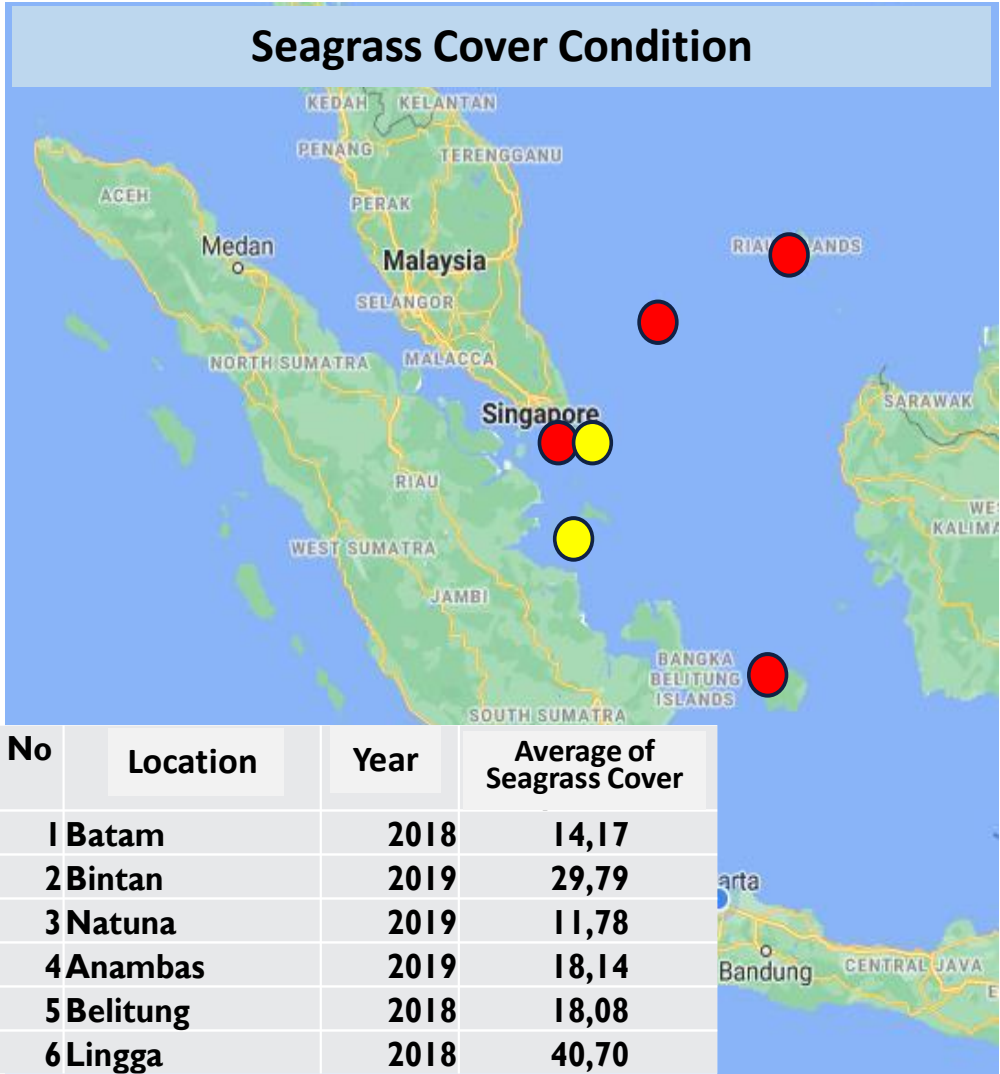 Seagrass Cover Condition
KEDAH
KELANTAN
PENANG
TERENGGANU
ACEH
PERAK
Medan
Malaysia
SELANGOR
NORTH SUMATRA
MALACCA
Singapore
SARAWAK
RIAU
WEST SUMATRA
JAMBI
BANGKA
BELITUNG
ISLANDS
SOUTH SUMATRA
No Location Year Average of
Seagrass Cover
1 Batam 2018 14,17
2 Bintan 2019 29,79
3 Natuna 2019 11,78
4 Anambas 2019 18,14
5 Belitung 2018 18,08
6 Lingga 2018 40,70
arta
Bandung
CENTRAL JAVA